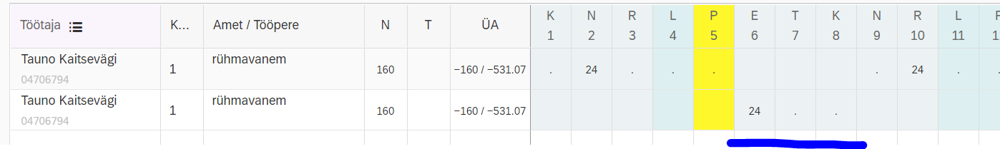 Töötaja K... Amet / Tööpere N T ÜA K N R L P E T K N R L
1 2 3 4 5 6 7 8 9 10 11
Tauno Kaitsevägi 1 rühmavanem 160 −160 / −531.07 . 24 . . . . 24 . .
04706794
Tauno Kaitsevägi 1 rühmavanem 160 −160 / −531.07 24 . .
04706794